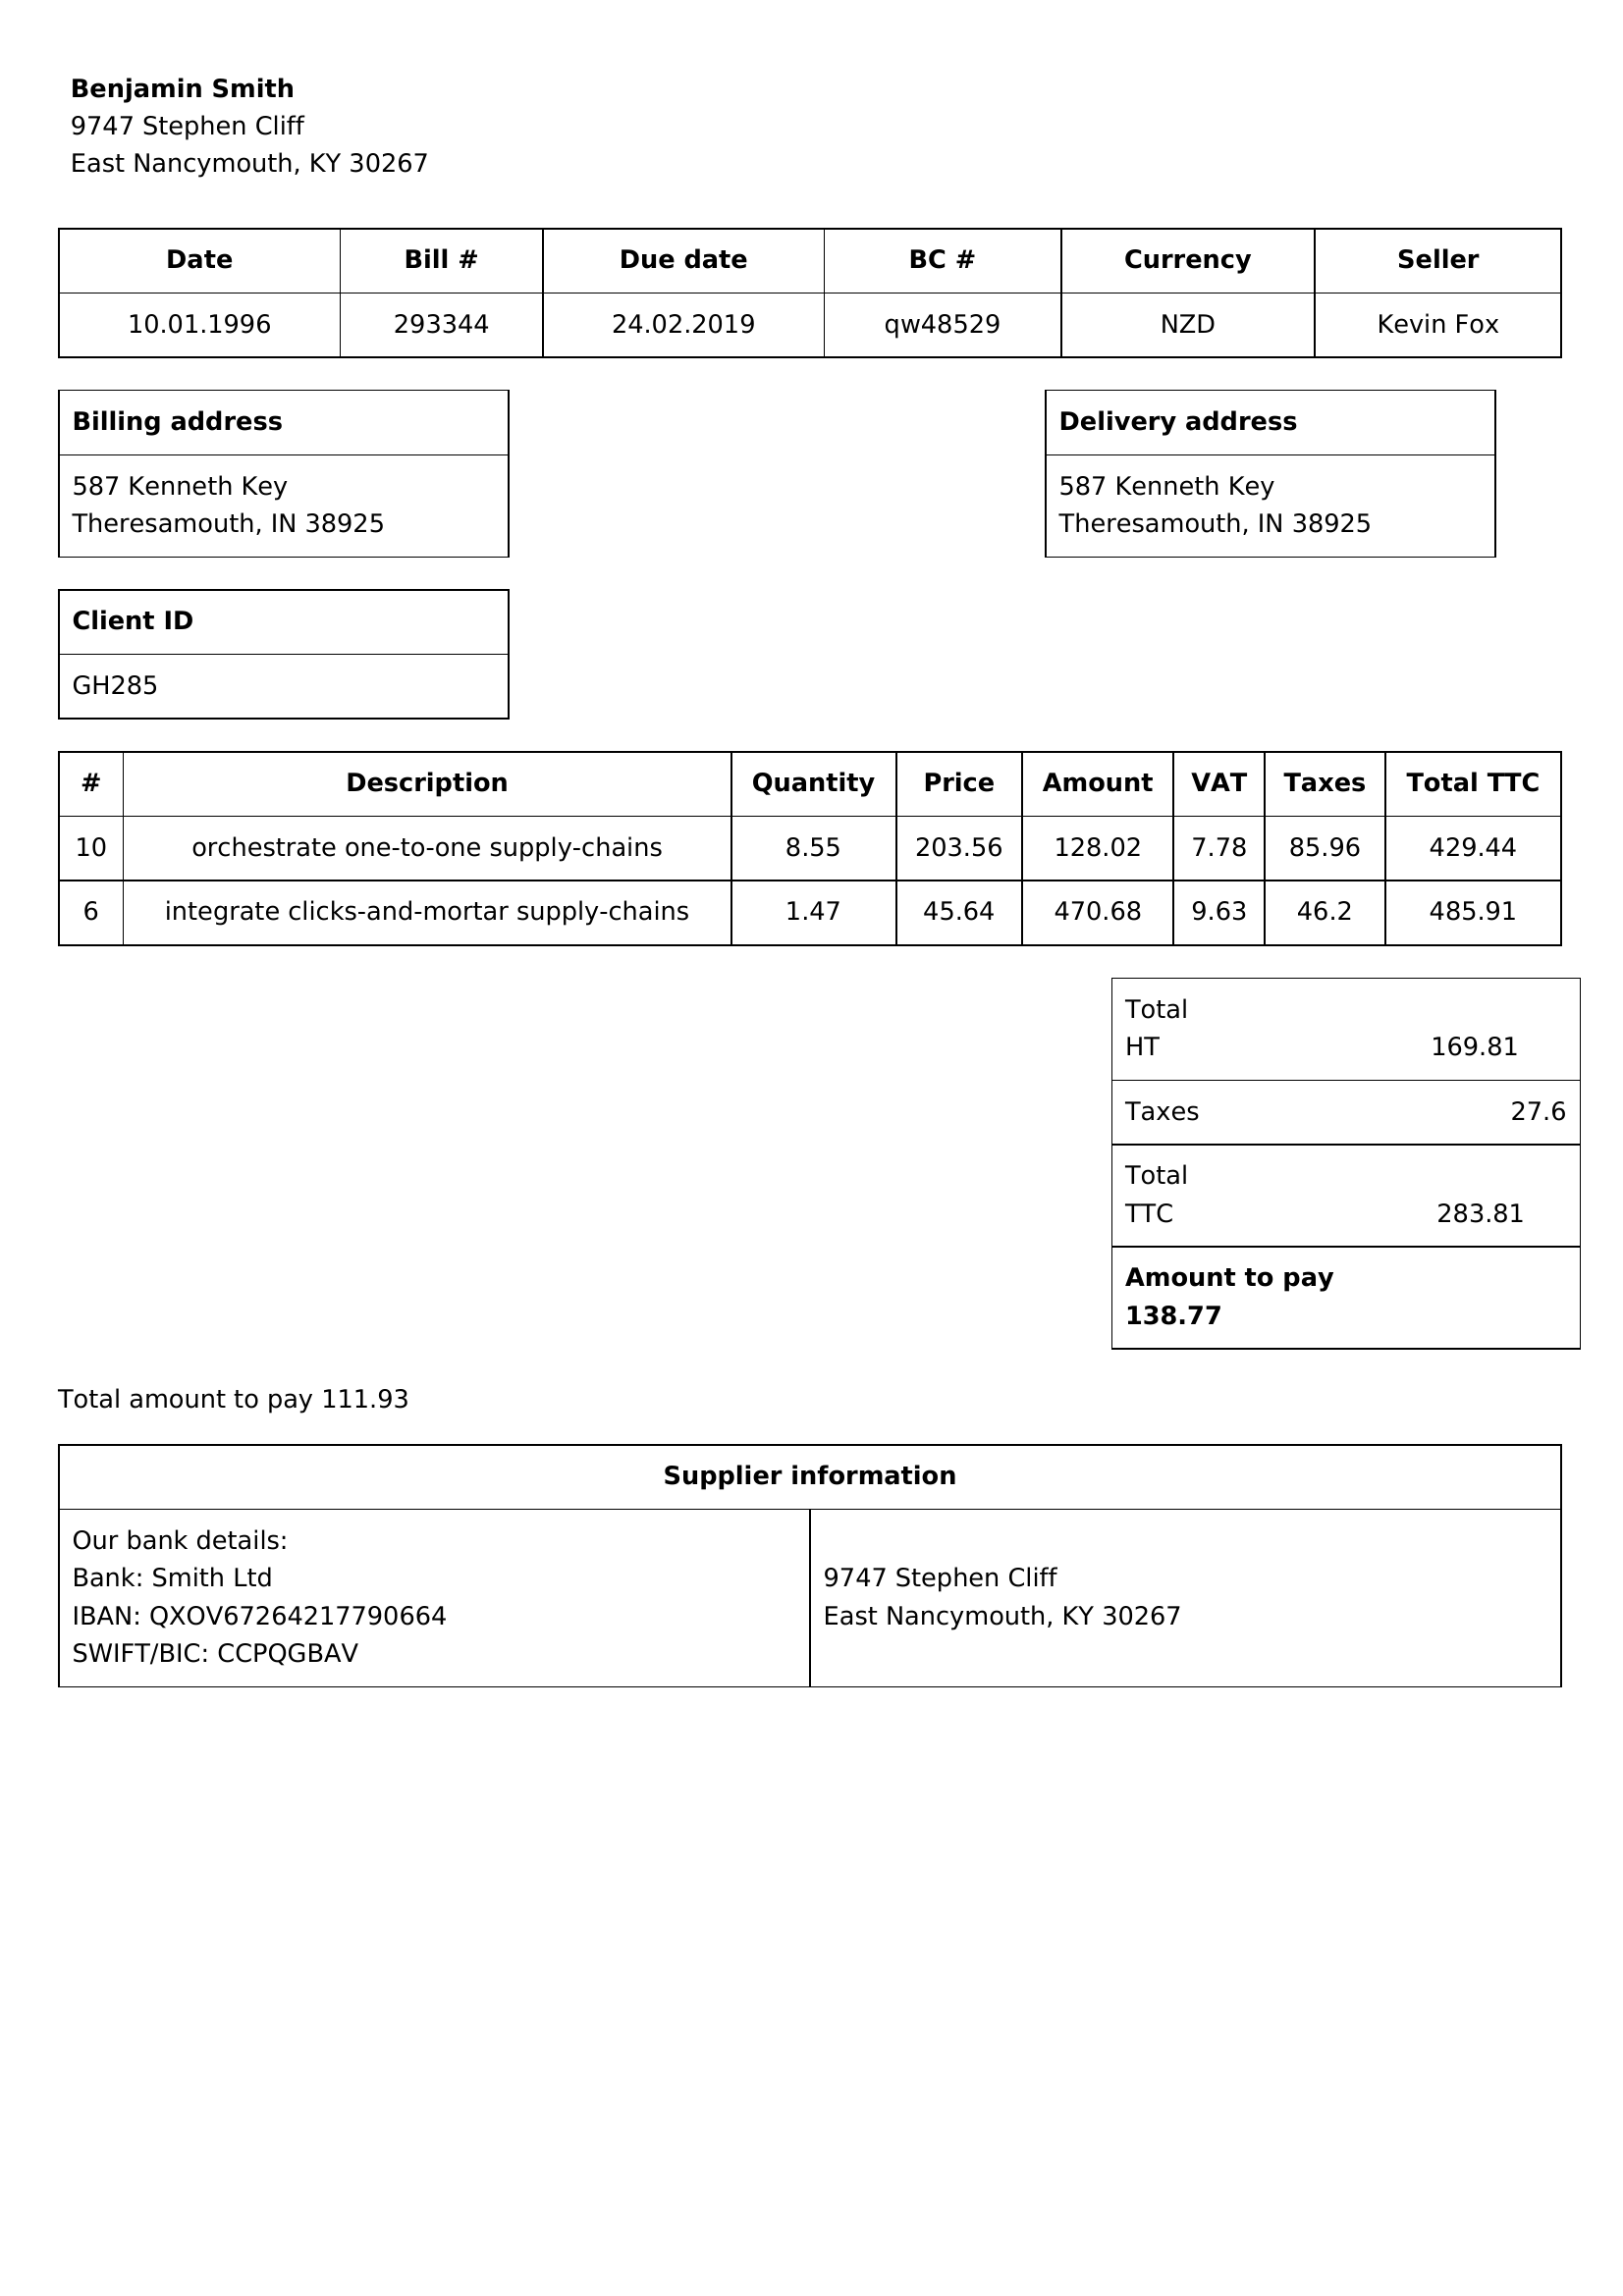 Benjamin Smith
9747 Stephen Cliff
East Nancymouth, KY 30267
Date Bill # Due date BC # Currency Seller
10.01.1996 293344 24.02.2019 qw48529 NZD Kevin Fox
Billing address
587 Kenneth Key
Theresamouth, IN 38925
Delivery address
587 Kenneth Key
Theresamouth, IN 38925
Client ID
GH285
# Description Quantity Price Amount VAT Taxes Total TTC
10 orchestrate one-to-one supply-chains 8.55 203.56 128.02 7.78 85.96 429.44
6 integrate clicks-and-mortar supply-chains 1.47 45.64 470.68 9.63 46.2 485.91
Total
HT 169.81
Taxes 27.6
Total
TTC 283.81
Amount to pay
138.77
Total amount to pay 111.93
Supplier information
Our bank details:
Bank: Smith Ltd
IBAN: QXOV67264217790664
SWIFT/BIC: CCPQGBAV
9747 Stephen Cliff
East Nancymouth, KY 30267